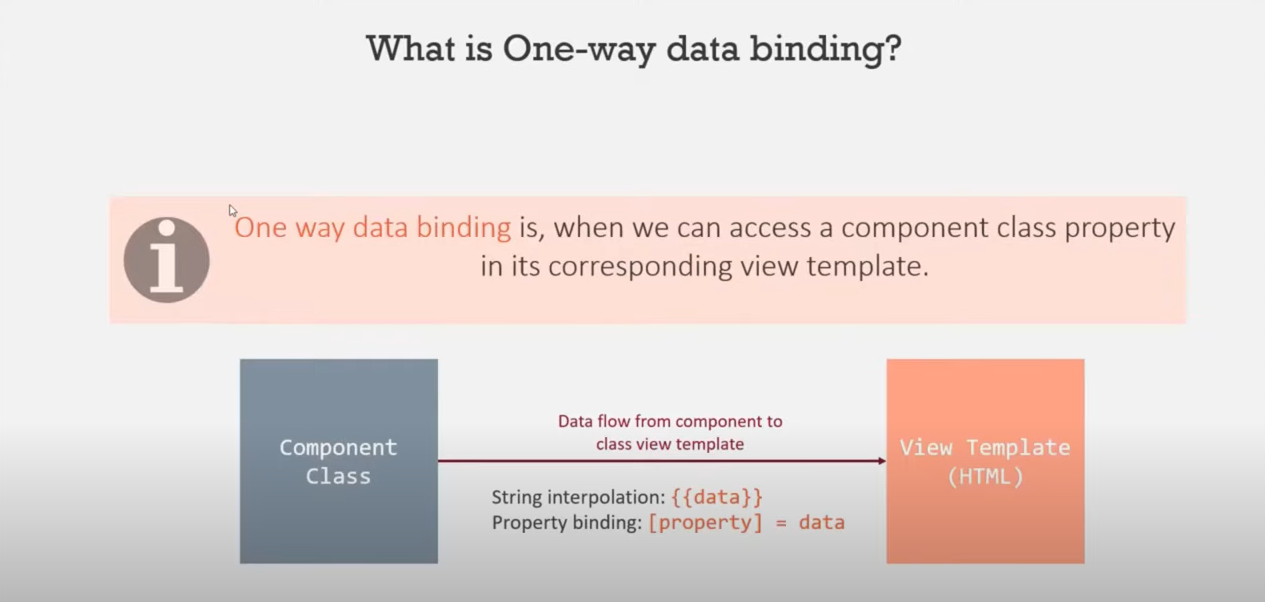 What is One-way data binding?
One way data binding is, when we can access a component class property
in its corresponding view template.
Component
Class
Data flow from component to
class view template
String interpolation: {{data}}
Property binding: [property] = data
View Template
(HTML)